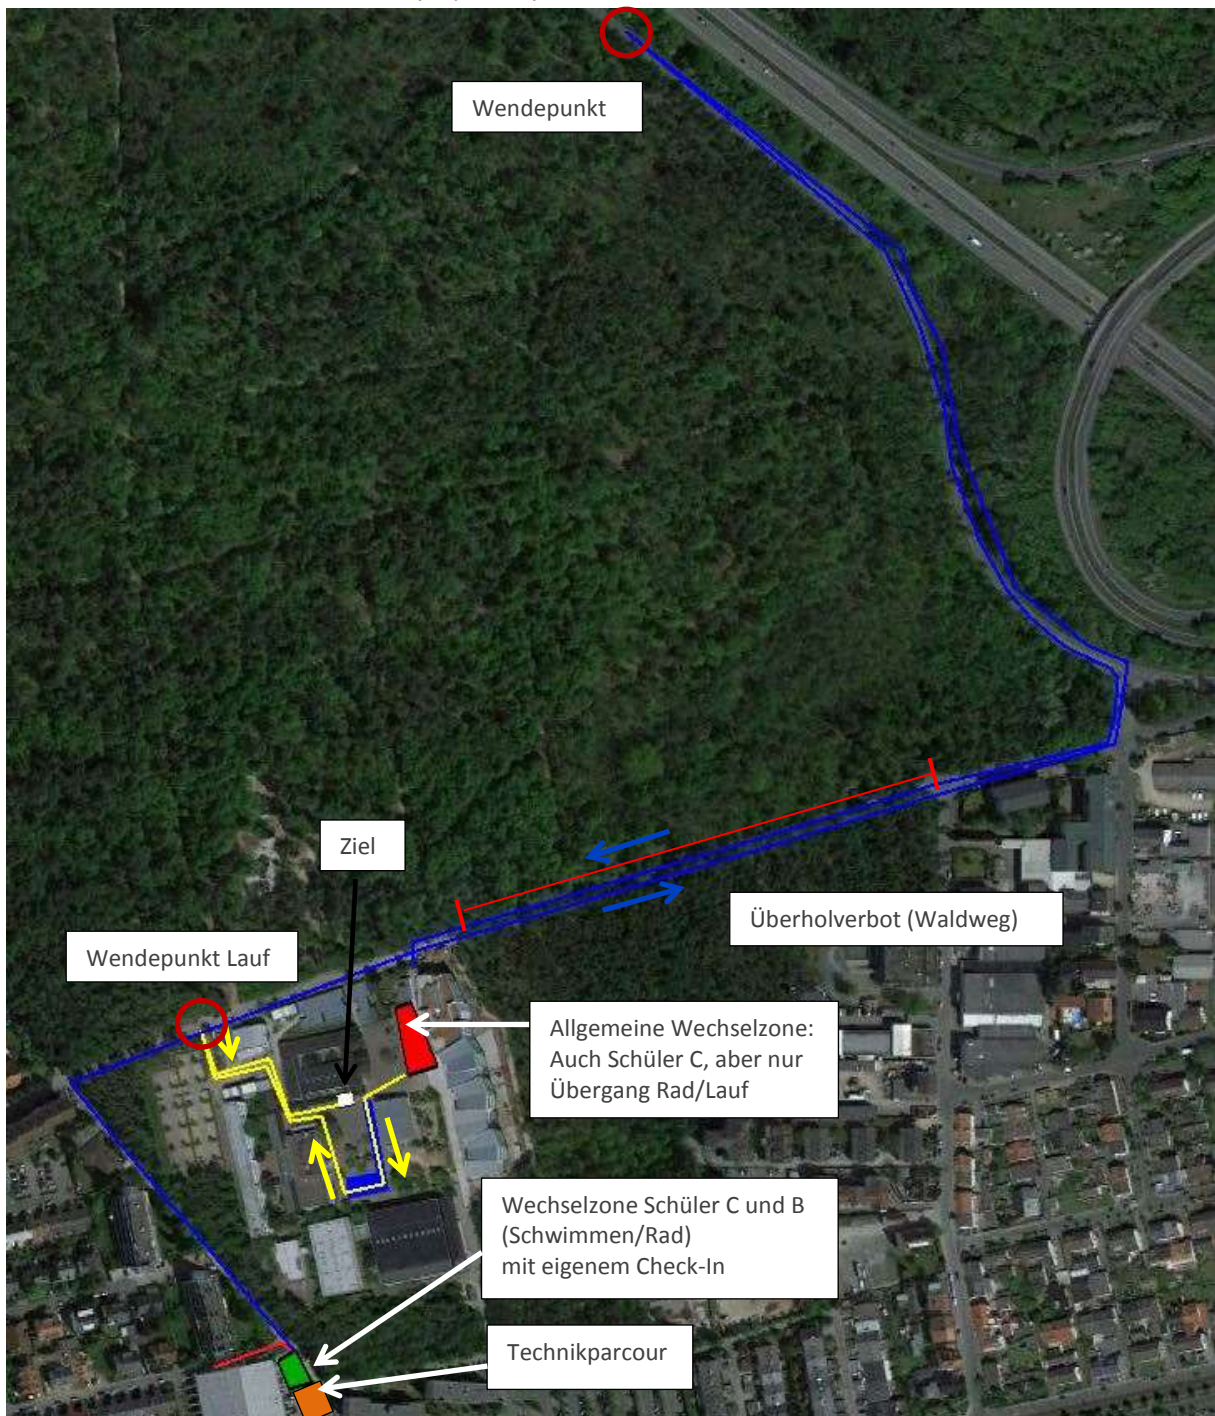 Wendepunkt
Ziel
Überholverbot (Waldweg)
Wendepunkt Lauf
Allgemeine Wechselzone:
Auch Schüler C, aber nur
Übergang Rad/Lauf
Wechselzone Schüler C und B
(Schwimmen/Rad)
mit eigenem Check-In
Technikparcour